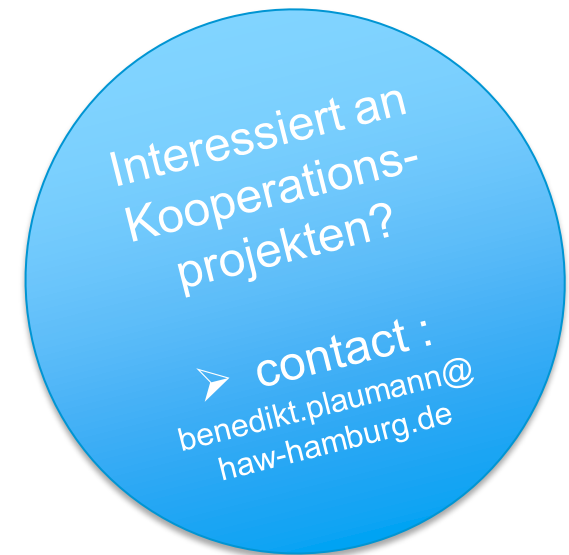 Interessiert an
Kooperations-
projekten?
➢ contact :
benedikt.plaumann@
haw-hamburg.de